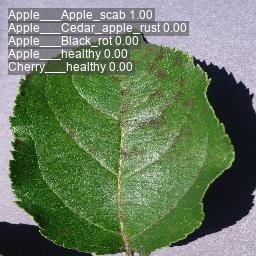 Apple___Apple_scab 1.00
Apple___Cedar_apple_rust 0.00
Apple___Black_rot 0.00
Apple___healthy 0.00
Cherry___healthy 0.00